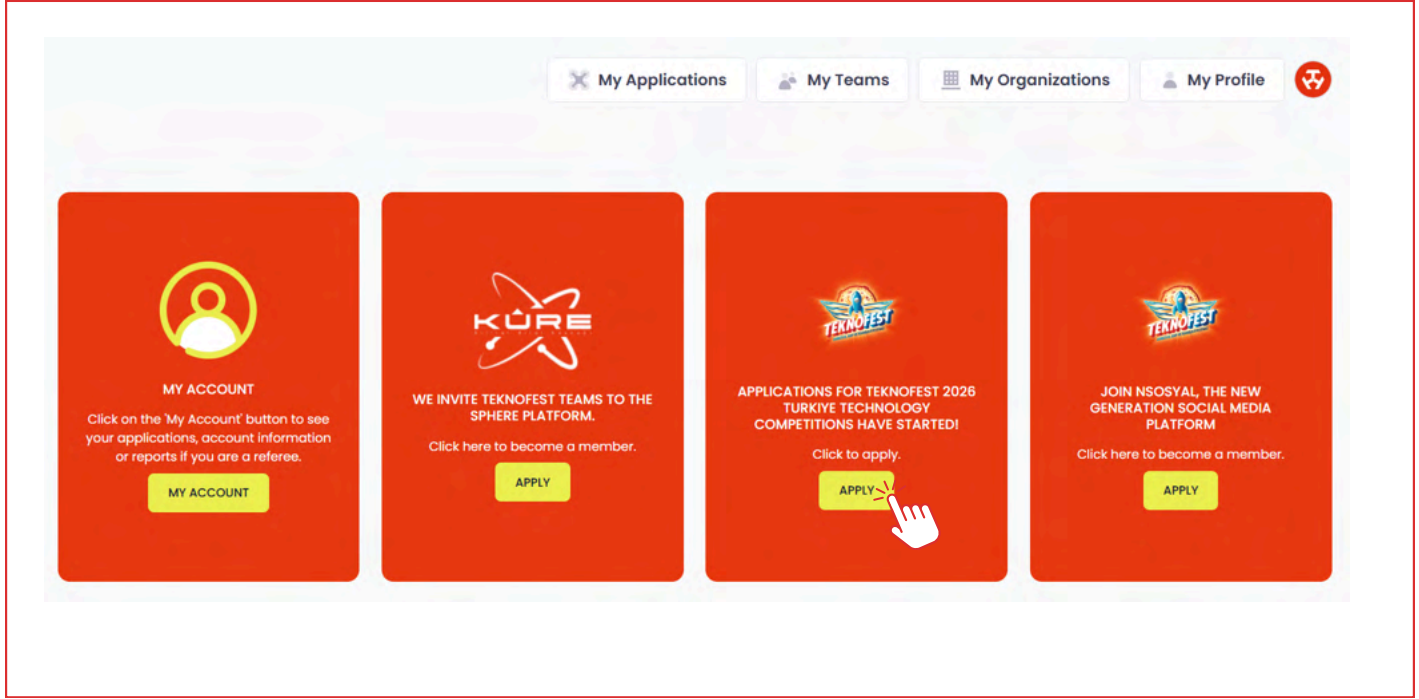 My Applications
My Teams
My Organizations
My Profile
MY ACCOUNT
Click on the 'My Account' button to see
your applications, account information
or reports if you are a referee.
MY ACCOUNT
KÜRE
WE INVITE TEKNOFEST TEAMS TO THE
SPHERE PLATFORM.
Click here to become a member.
APPLY
TEKNOFEST
APPLICATIONS FOR TEKNOFEST 2026
TURKIYE TECHNOLOGY
COMPETITIONS HAVE STARTED!
Click to apply.
APPLY
TEKNOFEST
JOIN NSOSYAL, THE NEW
GENERATION SOCIAL MEDIA
PLATFORM
Click here to become a member.
APPLY